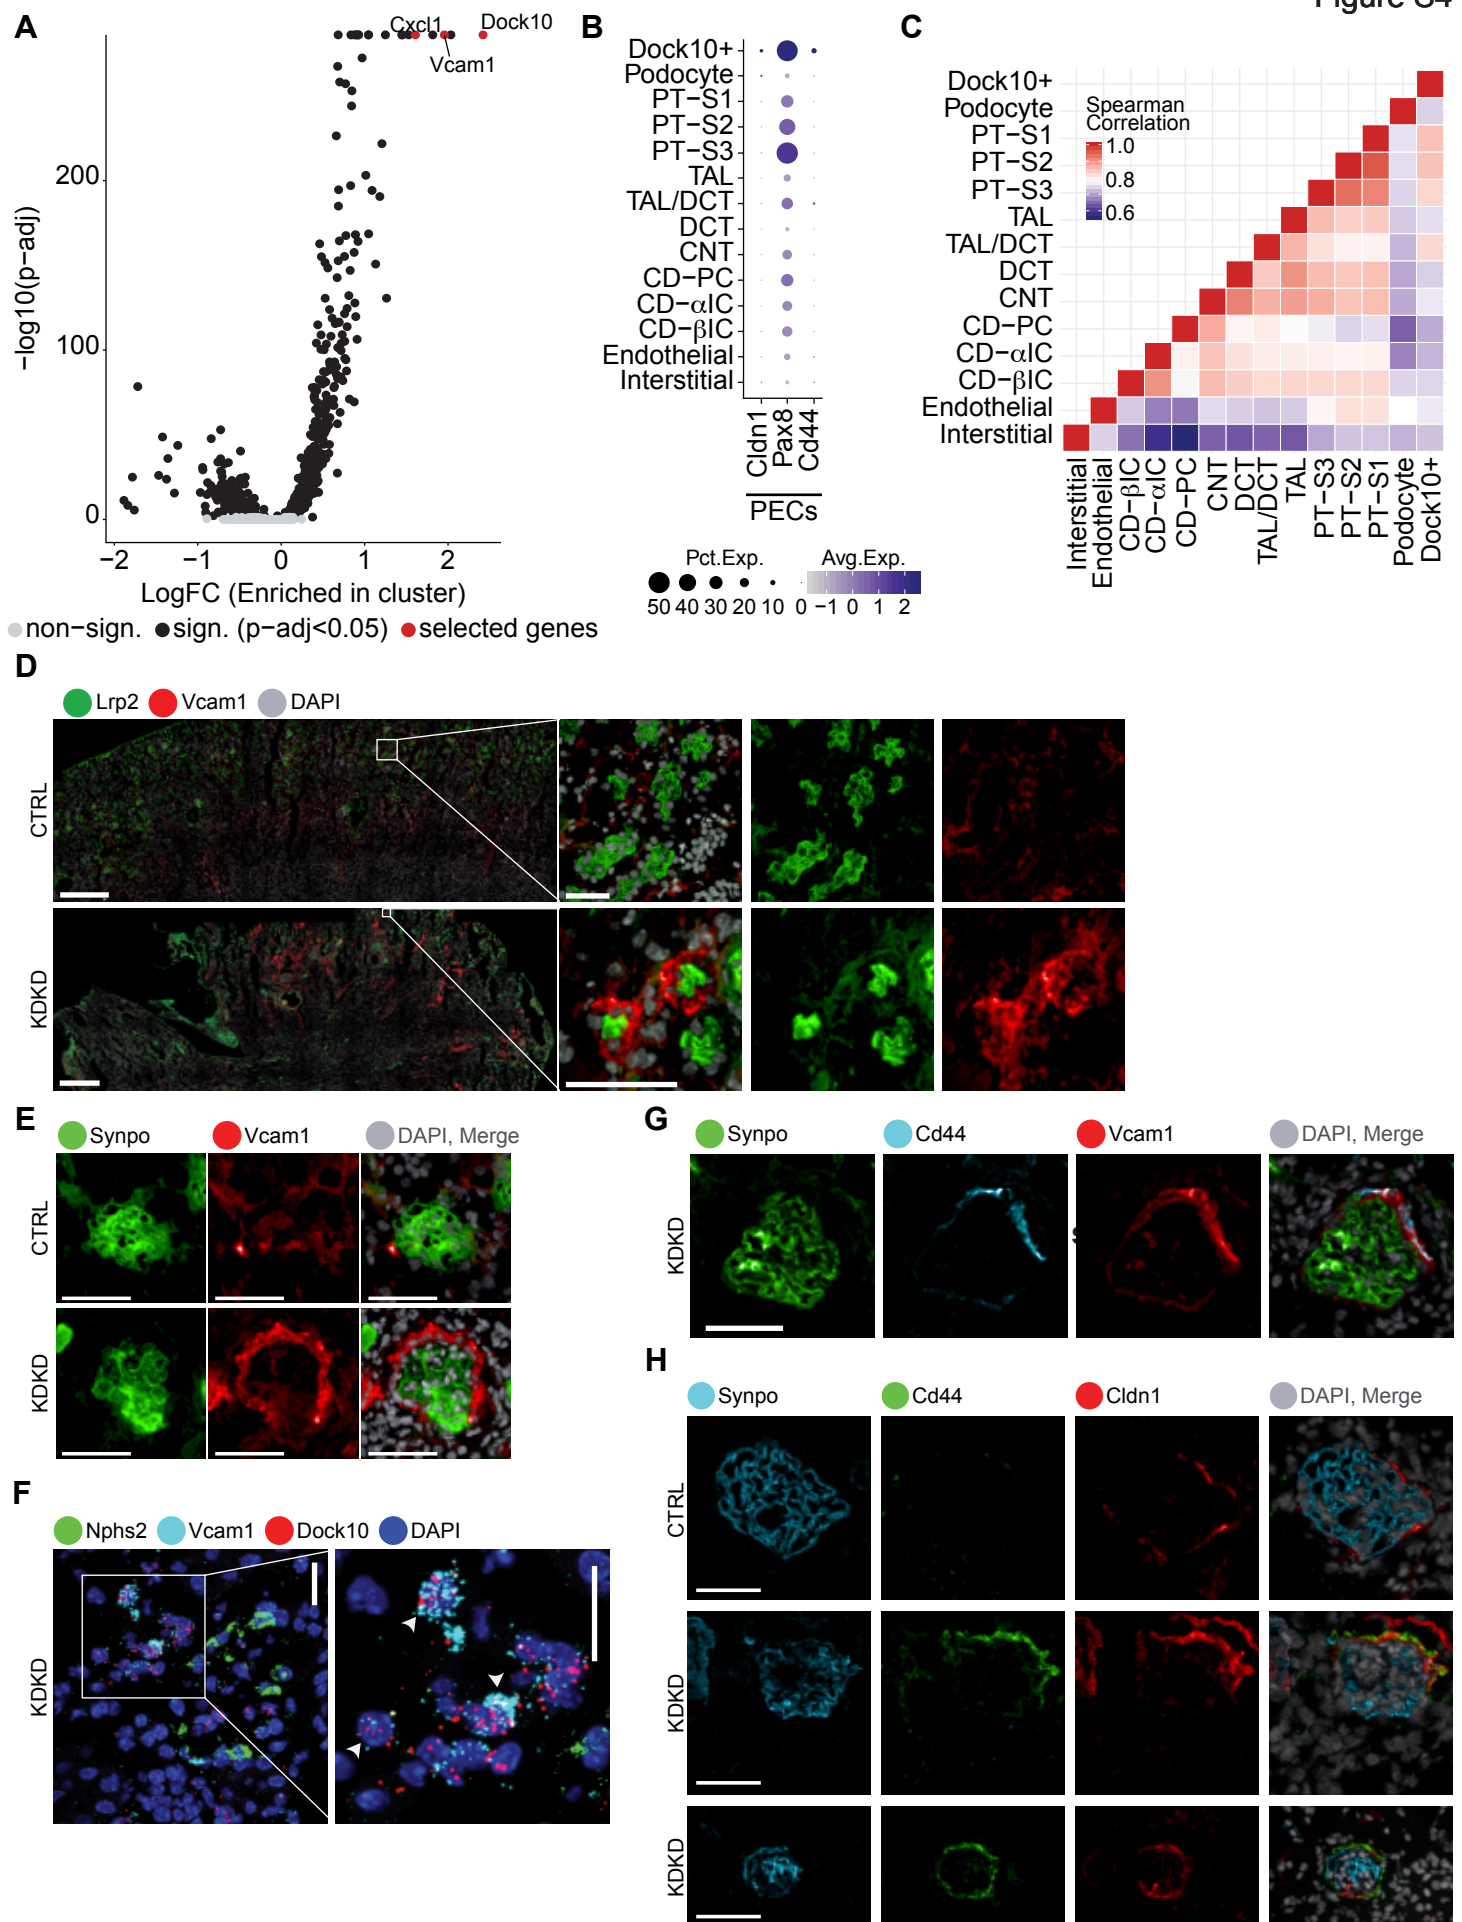 Figure S4
A
Cxcl1
Dock10
Vcam1
200
100
0
−log10(p−adj)
−2 −1 0 1 2
LogFC (Enriched in cluster)
non−sign. sign. (p−adj<0.05) selected genes
B
Dock10+
Podocyte
PT−S1
PT−S2
PT−S3
TAL
TAL/DCT
DCT
CNT
CD−PC
CD−αIC
CD−βIC
Endothelial
Interstitial
Cldn1
Pax8
Cd44
PECs
Pct.Exp. Avg.Exp.
50 40 30 20 10 0 −1 0 1 2
C
Dock10+
Podocyte
PT−S1
PT−S2
PT−S3
TAL
TAL/DCT
DCT
CNT
CD−PC
CD−αIC
CD−βIC
Endothelial
Interstitial
Spearman
Correlation
1.0
0.8
0.6
Interstitial
Endothelial
CD−βIC
CD−αIC
CD−PC
CNT
DCT
TAL/DCT
TAL
PT−S3
PT−S2
PT−S1
Podocyte
Dock10+
D
Lrp2 Vcam1 DAPI
CTRL
KDKD
E
Synpo Vcam1 DAPI, Merge
CTRL
KDKD
F
Nphs2 Vcam1 Dock10 DAPI
KDKD
G
Synpo Cd44 Vcam1 DAPI, Merge
KDKD
H
Synpo Cd44 Cldn1 DAPI, Merge
CTRL
KDKD
KDKD